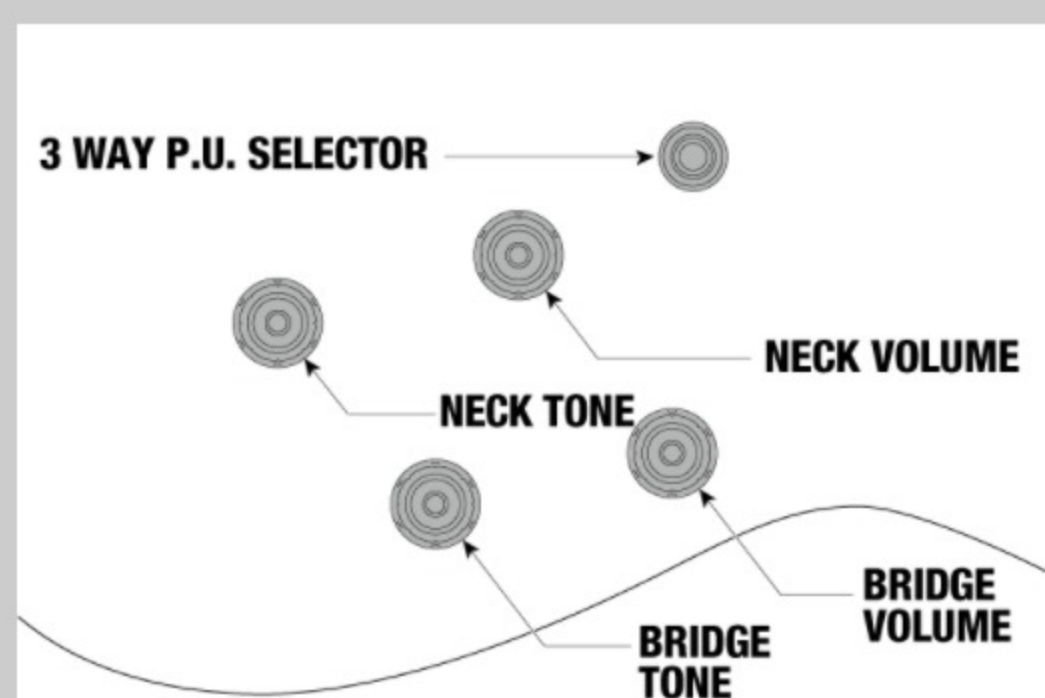 3 WAY P.U. SELECTOR
NECK VOLUME
NECK TONE
BRIDGE
VOLUME
BRIDGE
TONE